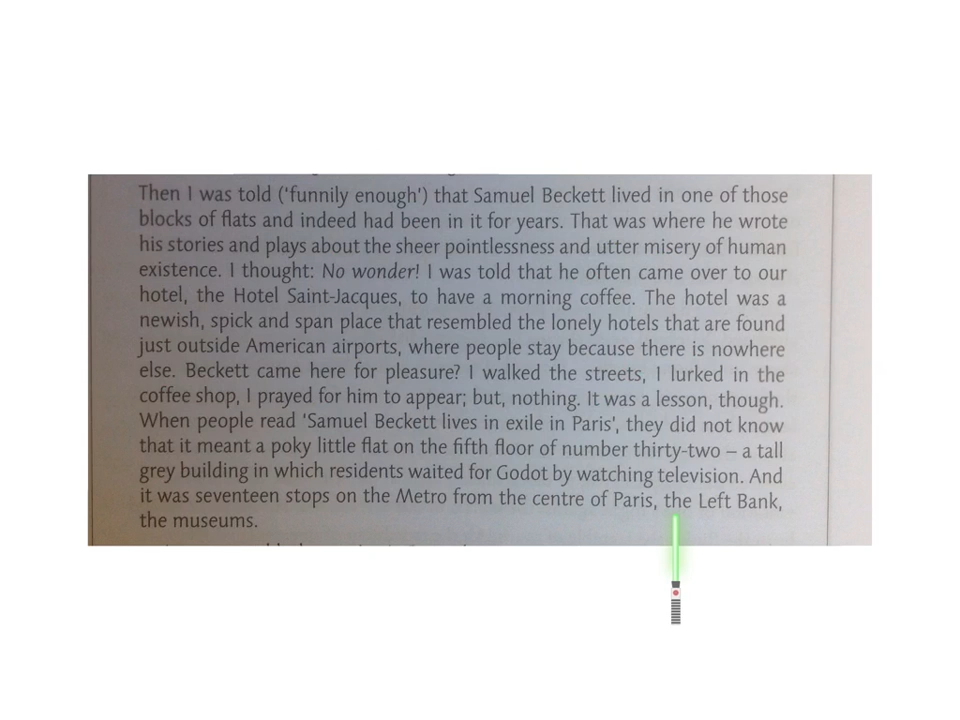 Then I was told (‘funnily enough’) that Samuel Beckett lived in one of those
blocks of flats and indeed had been in it for years. That was where he wrote
his stories and plays about the sheer pointlessness and utter misery of human
existence. I thought: No wonder! I was told that he often came over to our
hotel, the Hotel Saint-Jacques, to have a morning coffee. The hotel was a
newish, spick and span place that resembled the lonely hotels that are found
just outside American airports, where people stay because there is nowhere
else. Beckett came here for pleasure? I walked the streets, I lurked in the
coffee shop, I prayed for him to appear; but, nothing. It was a lesson, though.
When people read ‘Samuel Beckett lives in exile in Paris’, they did not know
that it meant a poky little flat on the fifth floor of number thirty-two – a tall
grey building in which residents waited for Godot by watching television. And
it was seventeen stops on the Metro from the centre of Paris, the Left Bank,
the museums.